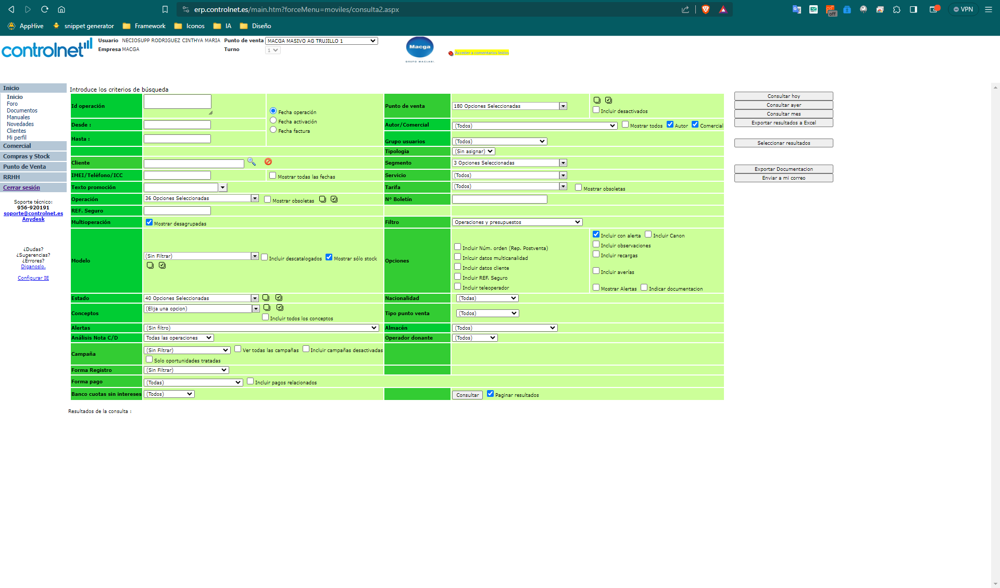 erp.controlnet.es/main.htm?forceMenu=moviles/consulta2.aspx
off
VPN
AppHive
snippet generator
Framework
Iconos
IA
Diseño
controlnet
Usuario NECIOSUPP RODRIGUEZ CINTHYA MARIA Punto de venta MACGA MASIVO AG TRUJILLO 1
Empresa MACGA Turno 1
Macga
GRUPO MACLABI.
Acceder a comentarios leidos
Inicio
Inicio
Foro
Documentos
Manuales
Novedades
Clientes
Mi perfil
Comercial
Compras y Stock
Punto de Venta
RRHH
Cerrar sesión
Soporte técnico:
956-920191
soporte@controlnet.es
Anydesk
¿Dudas?
¿Sugerencias?
¿Errores?
Diganoslo.
Configurar IE
Introduce los criterios de búsqueda
Id operación
Fecha operación
Fecha activación
Fecha factura
Punto de venta 180 Opciones Seleccionadas
Incluir desactivados
Desde :
Autor/Comercial (Todos) Mostrar todos Autor Comercial
Hasta :
Grupo usuarios (Todos)
Tipologia (Sin asignar)
Cliente
Segmento 3 Opciones Seleccionadas
IMEI/Teléfono/ICC Mostrar todas las fechas
Servicio (Todos)
Texto promoción
Tarifa (Todos) Mostrar obsoletas
Operación 36 Opciones Seleccionadas Mostrar obsoletas
Nº Boletín
REF. Seguro
Multioperación Mostrar desagrupadas
Filtro Operaciones y presupuestos
Modelo (Sin Filtrar) Incluir descatalogados Mostrar sólo stock
Opciones
Incluir Núm. orden (Rep. Postventa)
Inlcuir datos multicanalidad
Incluir datos cliente
Incluir REF. Seguro
Incluir teleoperador
Incluir con alerta Incluir Canon
Incluir observaciones
Incluir recargas
Incluir averías
Mostrar Alertas Indicar documentacion
Estado 40 Opciones Seleccionadas
Nacionalidad (Todas)
Conceptos (Elija una opcion)
Incluir todos los conceptos
Tipo punto venta (Todos)
Alertas (Sin filtro)
Almacén (Todos)
Análisis Nota C/D Todas las operaciones
Operador donante (Todos)
Campaña (Sin Filtrar) Ver todas las campañas Incluir campañas desactivadas
Solo oportunidades tratadas
Forma Registro (Sin Filtrar)
Forma pago (Todas) Incluir pagos relacionados
Banco cuotas sin intereses (Todos)
Consultar Paginar resultados
Consultar hoy
Consultar ayer
Consultar mes
Exportar resultados a Excel
Seleccionar resultados
Exportar Documentacion
Enviar a mi correo
Resultados de la consulta :